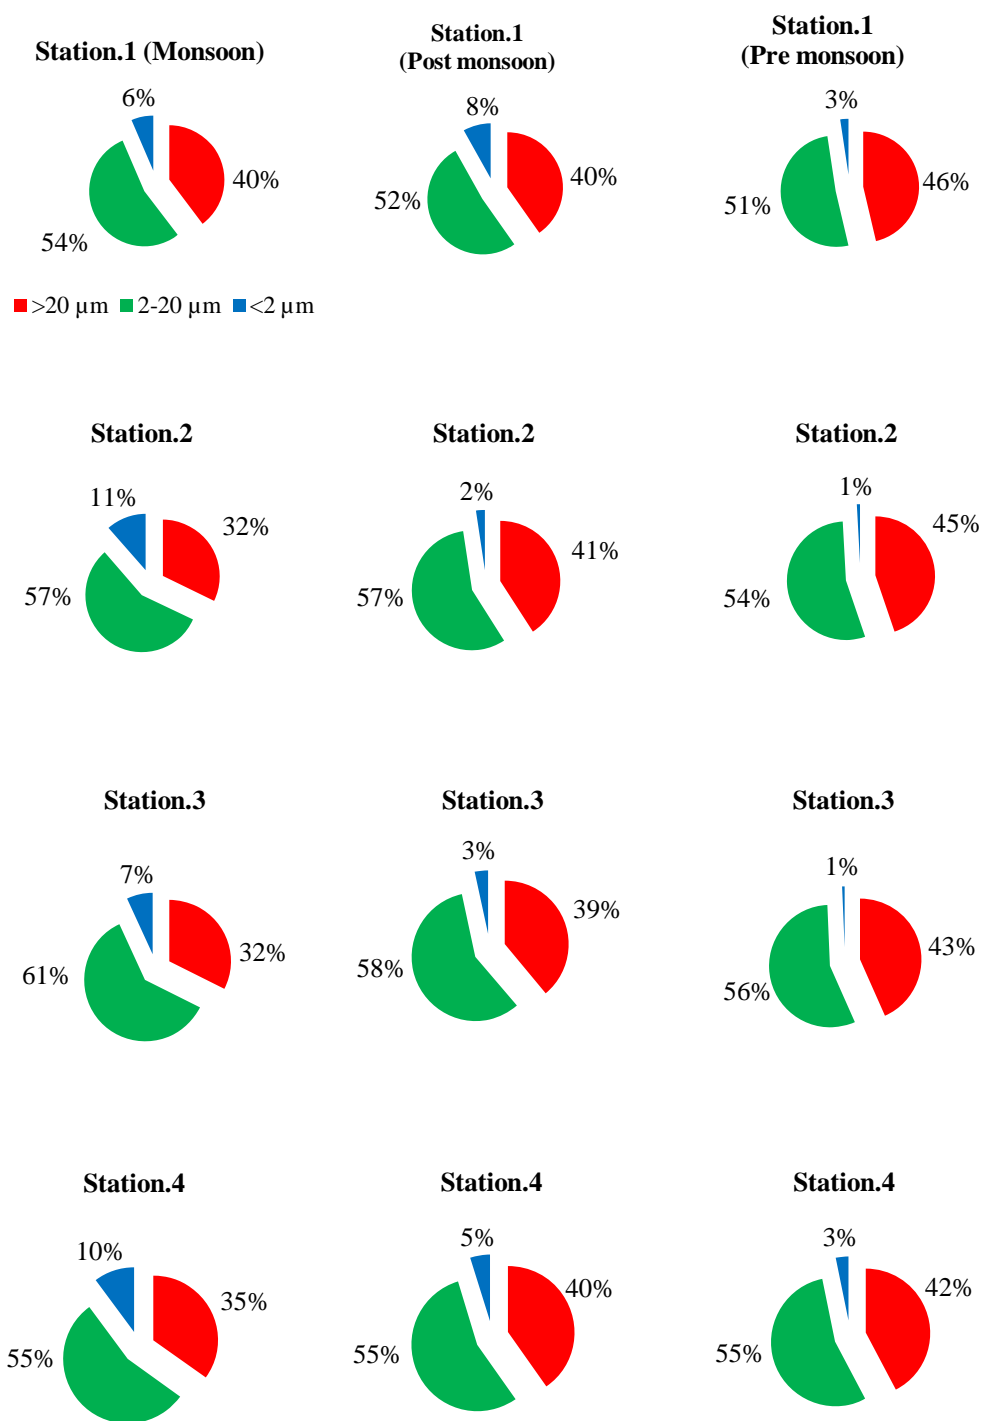 Station.1 (Monsoon)
6%
40%
54%
Station.1
(Post monsoon)
8%
40%
52%
Station.1
(Pre monsoon)
3%
46%
51%
>20 µm 2-20 µm <2 µm
Station.2
11%
32%
57%
Station.2
2%
41%
57%
Station.2
1%
45%
54%
Station.3
7%
32%
61%
Station.3
3%
39%
58%
Station.3
1%
43%
56%
Station.4
10%
35%
55%
Station.4
5%
40%
55%
Station.4
3%
42%
55%